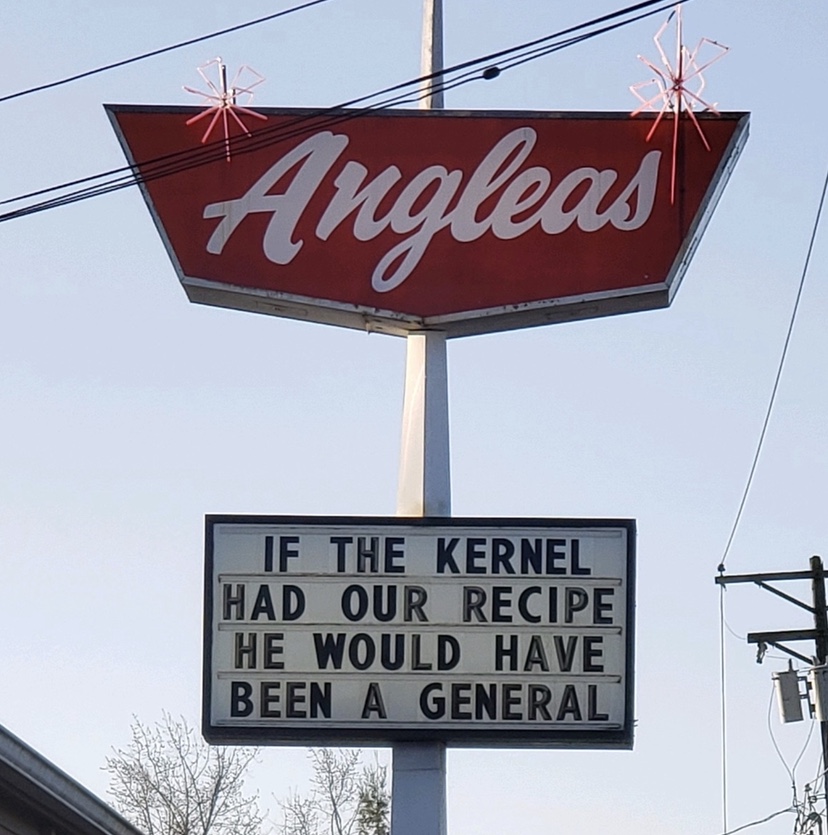 Angleas
IF THE KERNEL
HAD OUR RECIPE
HE WOULD HAVE
BEEN A GENERAL